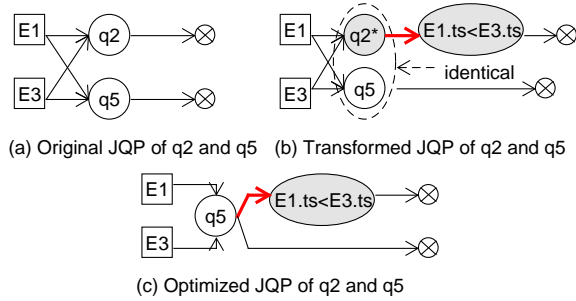 E1
q2
E3
q5
(a) Original JQP of q2 and q5
E1
q2*
E1.ts<E3.ts
E3
q5
identical
(b) Transformed JQP of q2 and q5
E1
q5
E1.ts<E3.ts
E3
(c) Optimized JQP of q2 and q5